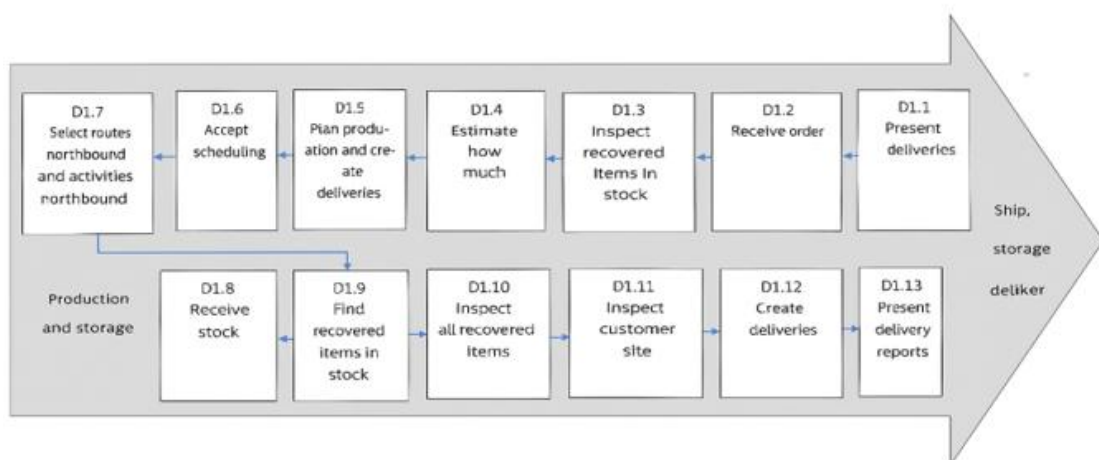 D1.7
Select routes
northbound
and activities
northbound
D1.6
Accept
scheduling
D1.5
Plan produ-
ation and cre-
ate
deliveries
D1.4
Estimate
how
much
D1.3
Inspect
recovered
Items In
stock
D1.2
Receive order
D1.1
Present
deliveries
Ship,
storage
deliker
Production
and storage
D1.8
Receive
stock
D1.9
Find
recovered
items in
stock
D1.10
Inspect
all recovered
items
D1.11
Inspect
customer
site
D1.12
Create
deliveries
D1.13
Present
delivery
reports